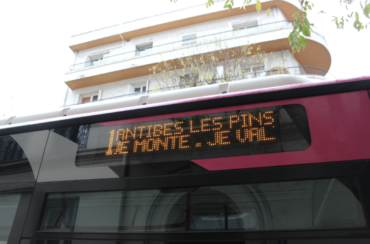 1 ANTIBES LES PINS
JE MONTE . JE VAL